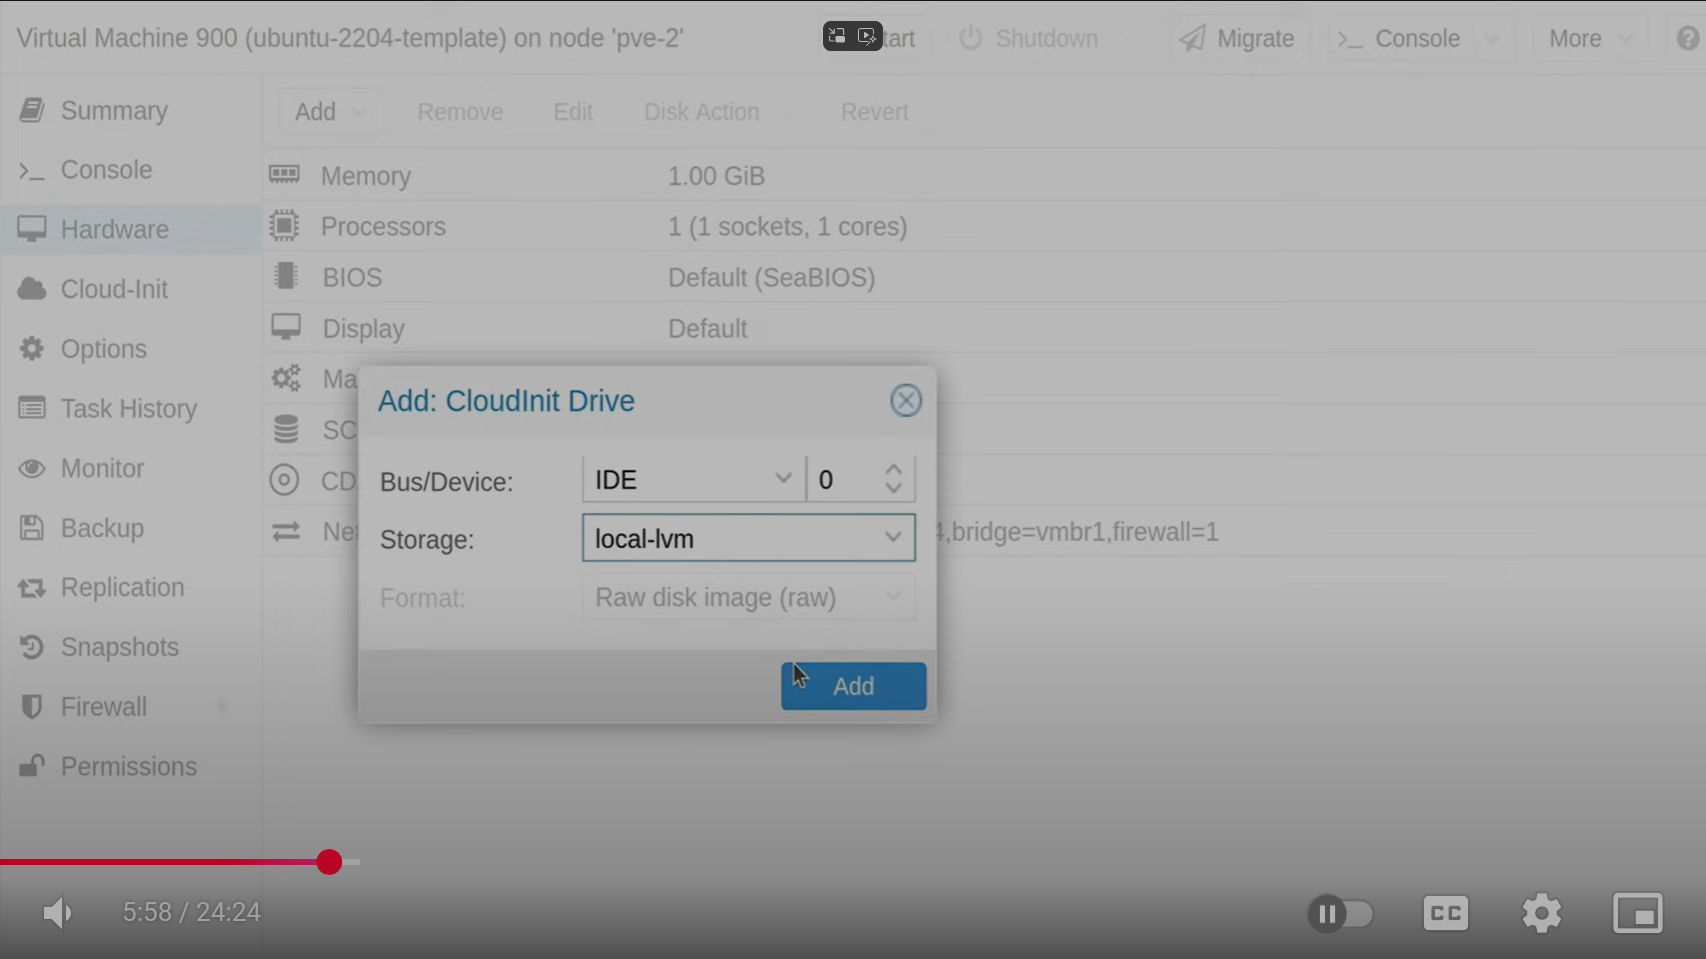 Virtual Machine 900 (ubuntu-2204-template) on node 'pve-2'
Shutdown
Migrate
Console
More
Summary
Console
Hardware
Cloud-Init
Options
Task History
Monitor
Backup
Replication
Snapshots
Firewall
Permissions
Add
Remove
Edit
Disk Action
Revert
Memory 1.00 GiB
Processors 1 (1 sockets, 1 cores)
BIOS Default (SeaBIOS)
Display Default
Ma
SC
CD
Net
4,bridge=vmbr1,firewall=1
Add: CloudInit Drive
Bus/Device: IDE 0
Storage: local-lvm
Format: Raw disk image (raw)
Add
5:58 / 24:24
CC